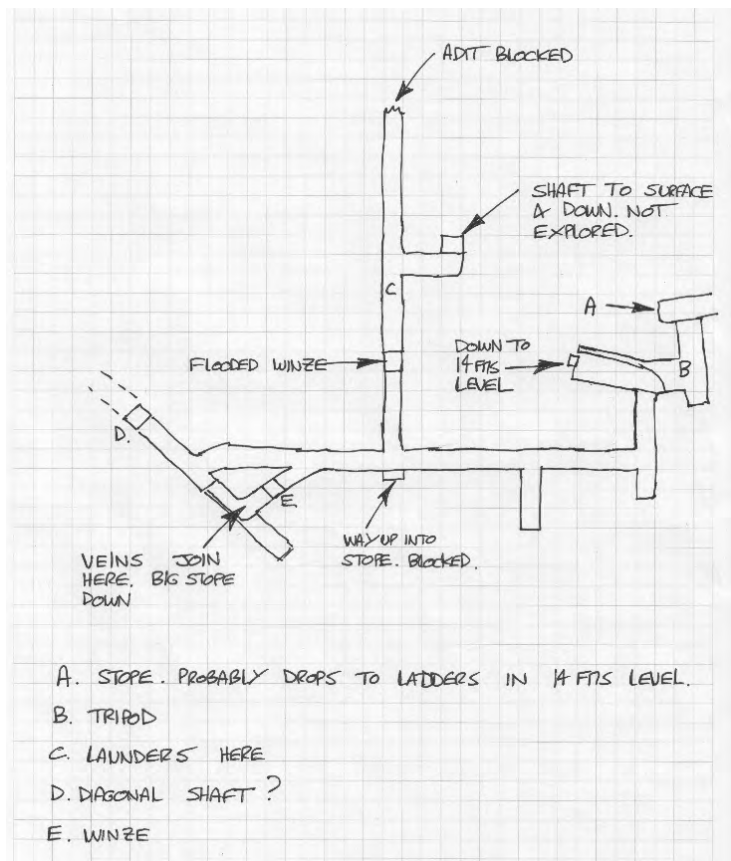 ADIT BLOCKED
SHAFT TO SURFACE
& DOWN. NOT
EXPLORED.
C
A
FLOODED WINZE
DOWN TO
14 FMS
LEVEL
B
D.
E
VEINS JOIN
HERE. BIG STOPE
DOWN
WAY UP INTO
STOPE. BLOCKED.
A. STOPE. PROBABLY DROPS TO LADDERS IN 14 FMS LEVEL.
B. TRIPOD
C. LAUNDERS HERE
D. DIAGONAL SHAFT?
E. WINZE